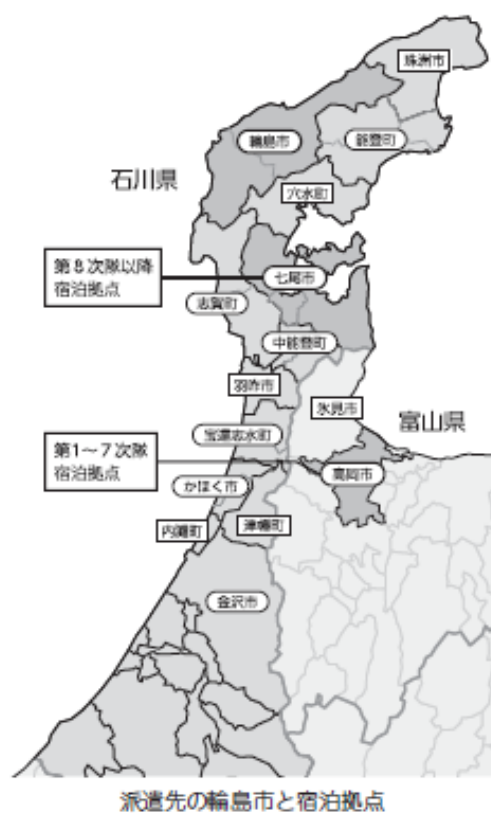 珠洲市
輪島市
能登町
石川県
穴水町
第8次隊以降
宿泊拠点
七尾市
志賀町
中能登町
羽咋市
氷見市
富山県
宝達志水町
第1〜7次隊
宿泊拠点
高岡市
かほく市
内灘町
津幡町
金沢市
派遣先の輪島市と宿泊拠点